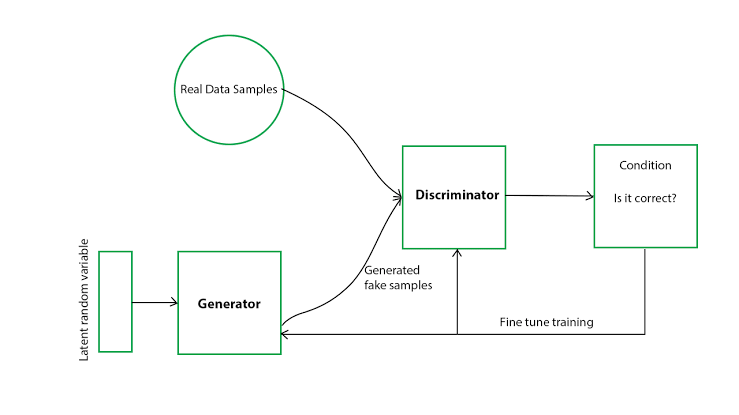 Real Data Samples
Condition
Is it correct?
Discriminator
Latent random variable
Generator
Generated
fake samples
Fine tune training